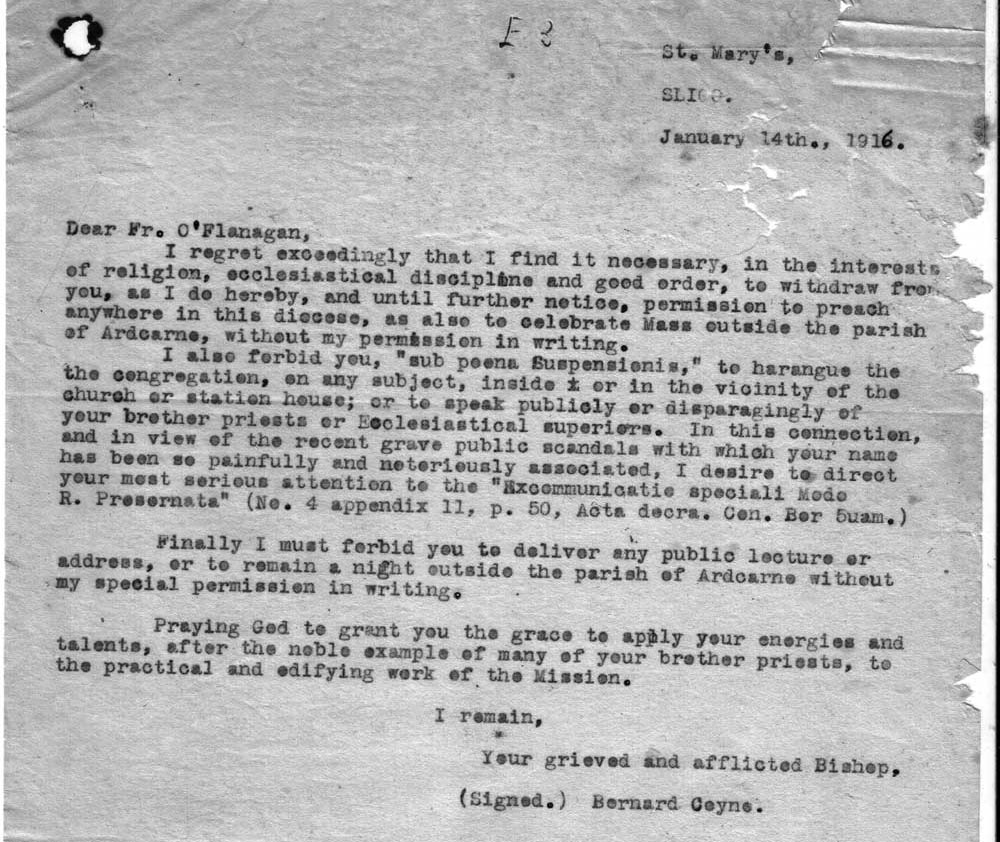 E 3
St. Mary's,
SLIGO.
January 14th., 1916.
Dear Fr. O'Flanagan,
I regret exceedingly that I find it necessary, in the interests
of religion, ecclesiastical discipline and good order, to withdraw from
you, as I do hereby, and until further notice, permission to preach
anywhere in this diocese, as also to celebrate Mass outside the parish
of Ardcarne, without my permission in writing.
I also forbid you, "sub poena Suspensionis," to harangue the
the congregation, on any subject, inside or in the vicinity of the
church or station house; or to speak publicly or disparagingly of
your brother priests or Ecclesiastical superiors. In this connection,
and in view of the recent grave public scandals with which your name
has been so painfully and notoriously associated, I desire to direct
your most serious attention to the "Excommunicatio speciali Modo
R. Presernata" (No. 4 appendix 11, p. 50, Acta decra. Con. Ber 5uam.)
Finally I must forbid you to deliver any public lecture or
address, or to remain a night outside the parish of Ardcarne without
my special permission in writing.
Praying God to grant you the grace to apply your energies and
talents, after the noble example of many of your brother priests, to
the practical and edifying work of the Mission.
I remain,
Your grieved and afflicted Bishop,
(Signed.) Bernard Coyne.